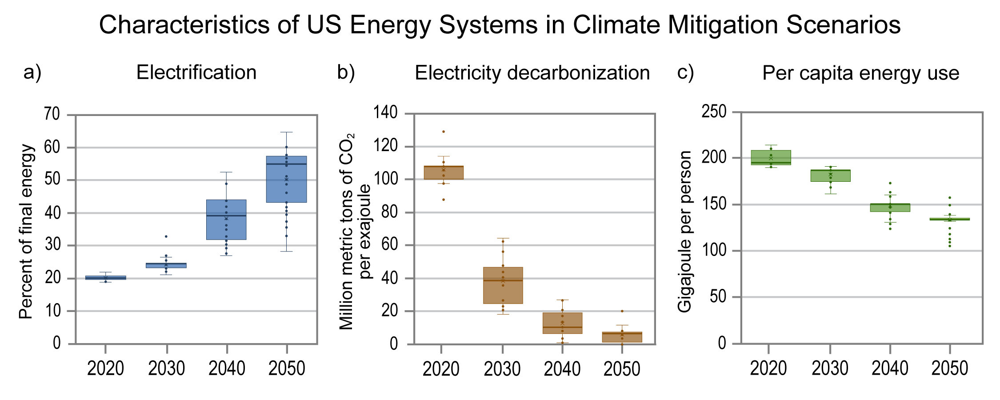 Characteristics of US Energy Systems in Climate Mitigation Scenarios
a) Electrification
Percent of final energy
70
60
50
40
30
20
10
0
2020 2030 2040 2050
b) Electricity decarbonization
Million metric tons of CO₂
per exajoule
140
120
100
80
60
40
20
0
2020 2030 2040 2050
c) Per capita energy use
Gigajoule per person
250
200
150
100
50
0
2020 2030 2040 2050